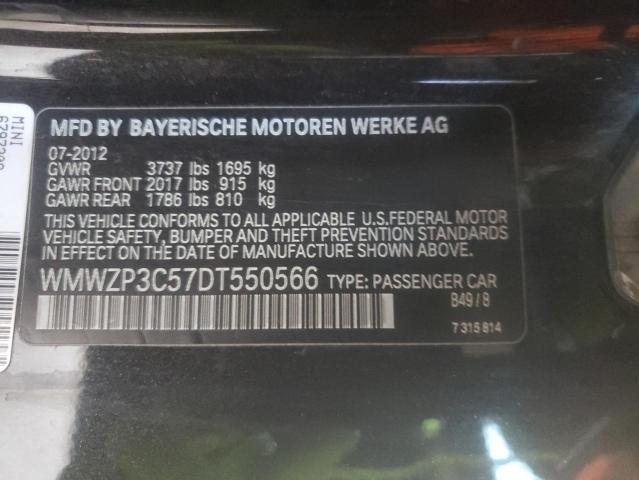 MFD BY BAYERISCHE MOTOREN WERKE AG
07-2012
GVWR 3737 lbs 1695 kg
GAWR FRONT 2017 lbs 915 kg
GAWR REAR 1786 lbs 810 kg
THIS VEHICLE CONFORMS TO ALL APPLICABLE U.S.FEDERAL MOTOR
VEHICLE SAFETY, BUMPER, AND THEFT PREVENTION STANDARDS
IN EFFECT ON THE DATE OF MANUFACTURE SHOWN ABOVE.
WMWZP3C57DT550566 TYPE: PASSENGER CAR
B49 / 8
7 315 814
MINI